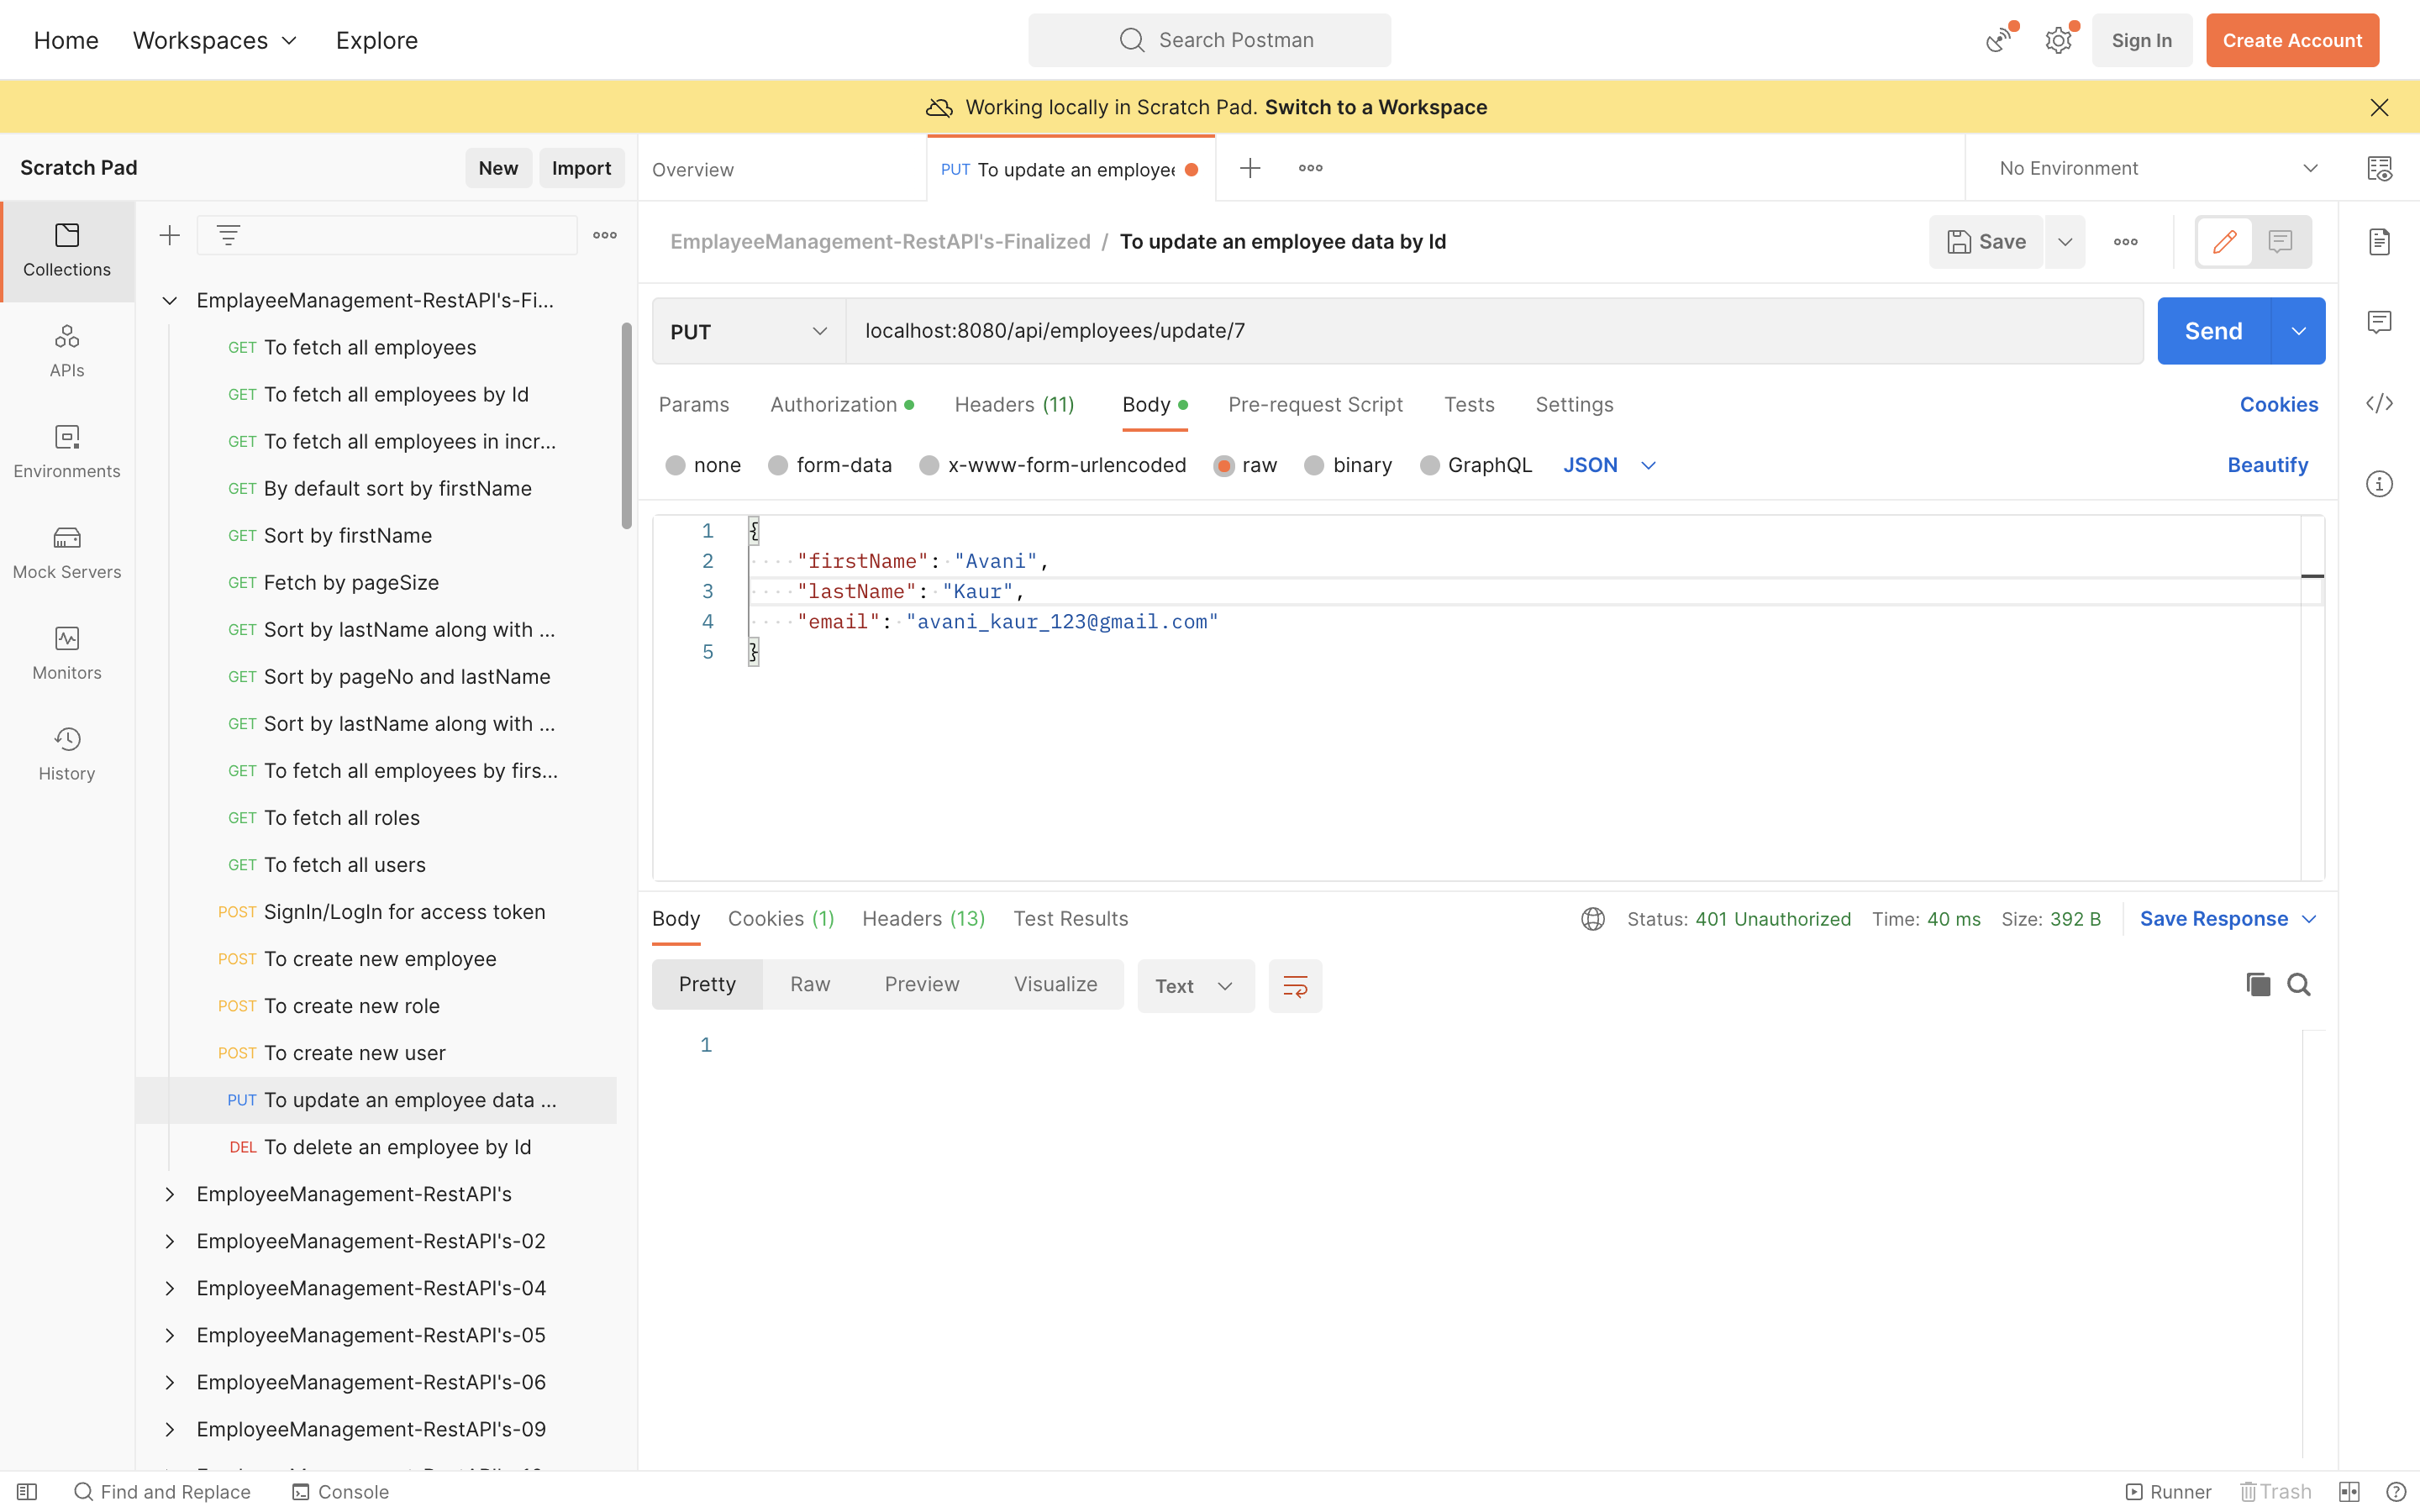 Home Workspaces Explore Search Postman Sign In Create Account
Working locally in Scratch Pad. Switch to a Workspace
Scratch Pad New Import
Overview PUT To update an employee No Environment
Collections
APIs
Environments
Mock Servers
Monitors
History
EmplayeeManagement-RestAPI's-Fi...
GET To fetch all employees
GET To fetch all employees by Id
GET To fetch all employees in incr...
GET By default sort by firstName
GET Sort by firstName
GET Fetch by pageSize
GET Sort by lastName along with ...
GET Sort by pageNo and lastName
GET Sort by lastName along with ...
GET To fetch all employees by firs...
GET To fetch all roles
GET To fetch all users
POST SignIn/LogIn for access token
POST To create new employee
POST To create new role
POST To create new user
PUT To update an employee data ...
DEL To delete an employee by Id
EmployeeManagement-RestAPI's
EmployeeManagement-RestAPI's-02
EmployeeManagement-RestAPI's-04
EmployeeManagement-RestAPI's-05
EmployeeManagement-RestAPI's-06
EmployeeManagement-RestAPI's-09
EmplayeeManagement-RestAPI's-Finalized / To update an employee data by Id Save
PUT localhost:8080/api/employees/update/7 Send
Params Authorization Headers (11) Body Pre-request Script Tests Settings Cookies
none form-data x-www-form-urlencoded raw binary GraphQL JSON Beautify
1 {
2 "firstName": "Avani",
3 "lastName": "Kaur",
4 "email": "avani_kaur_123@gmail.com"
5 }
Body Cookies (1) Headers (13) Test Results Status: 401 Unauthorized Time: 40 ms Size: 392 B Save Response
Pretty Raw Preview Visualize Text
1
Find and Replace Console Runner Trash